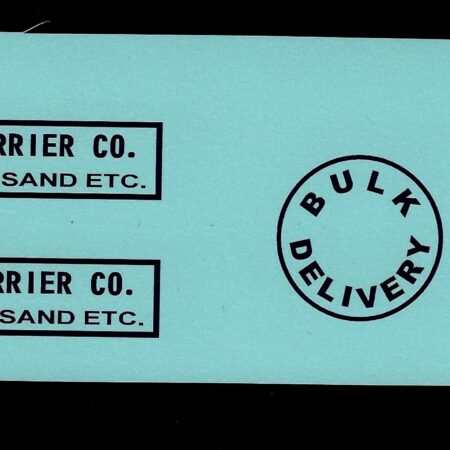 RRIER CO.
SAND ETC.
RRIER CO.
SAND ETC.
BULK
DELIVERY